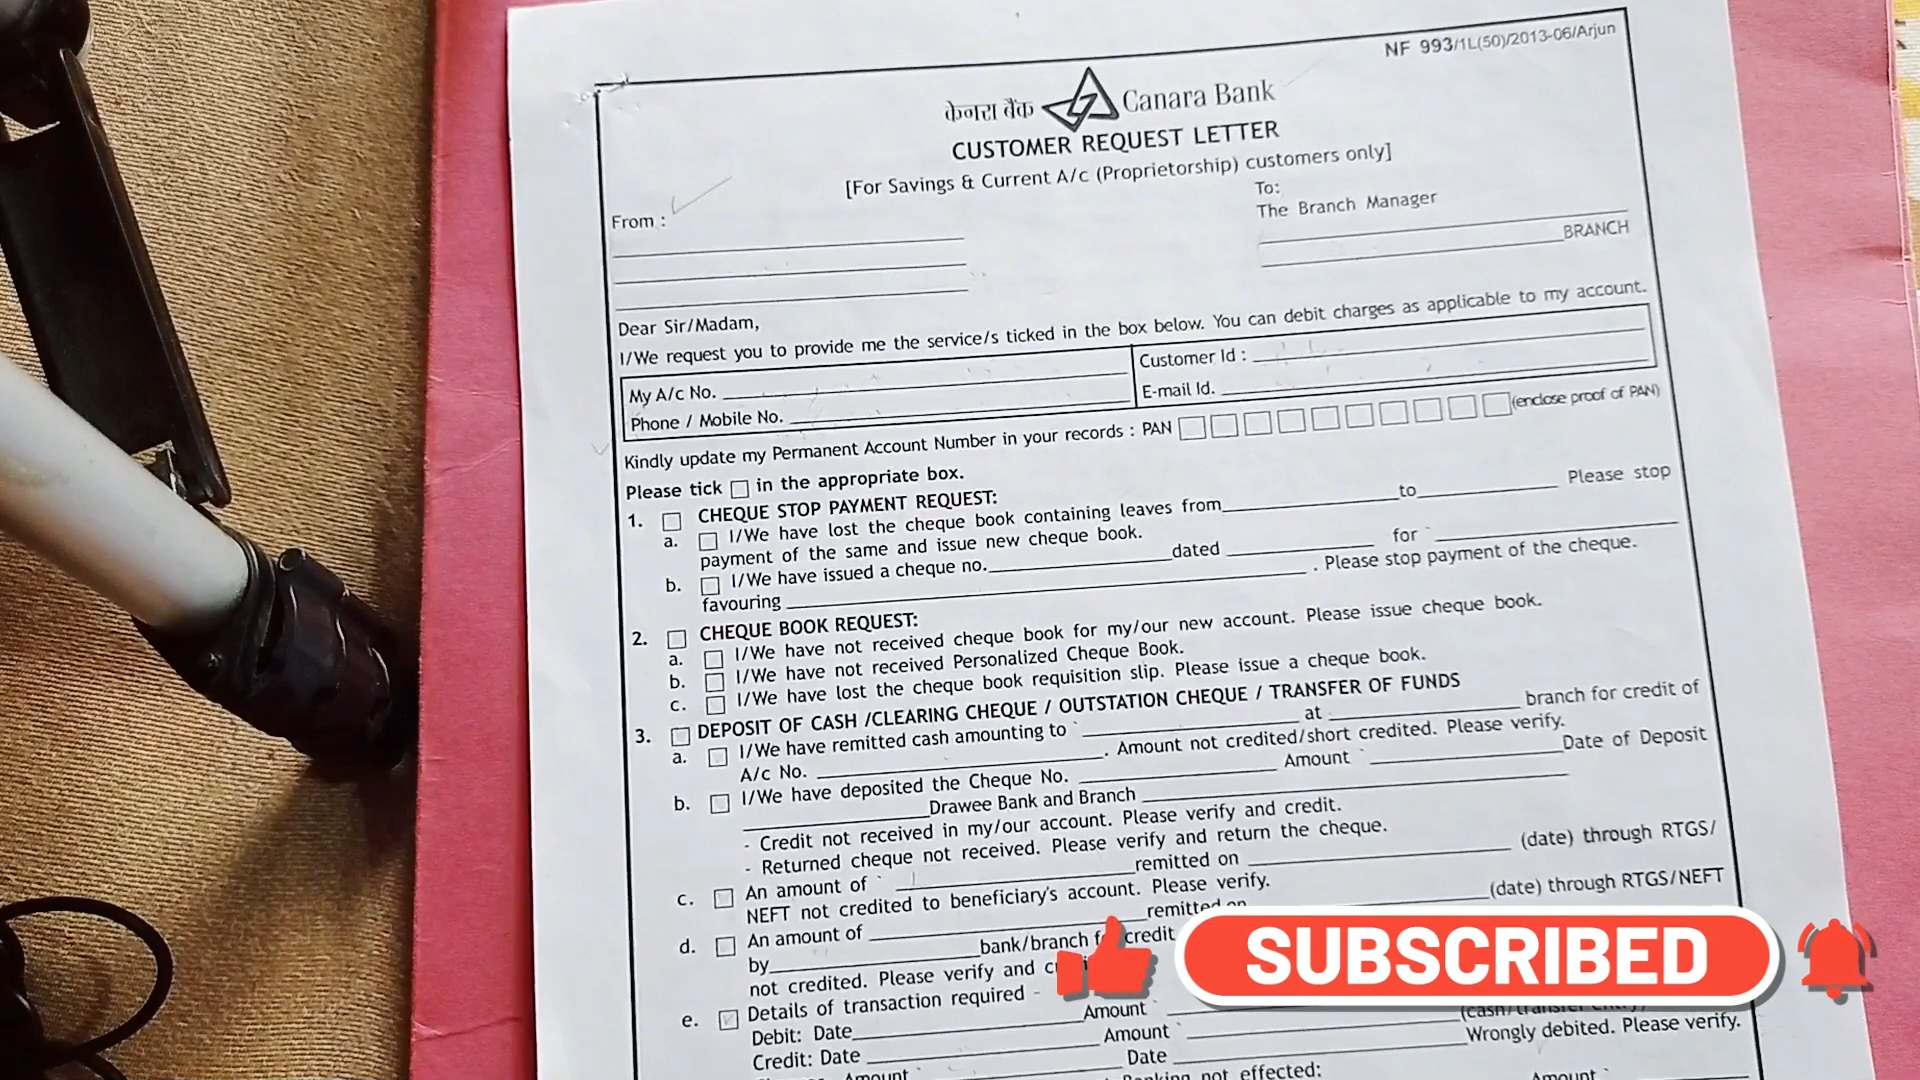 NF 993/1L(50)/2013-06/Arjun
केनरा बैंक Canara Bank
CUSTOMER REQUEST LETTER
[For Savings & Current A/c (Proprietorship) customers only]
From :
To:
The Branch Manager
BRANCH
Dear Sir/Madam,
I/We request you to provide me the service/s ticked in the box below. You can debit charges as applicable to my account.
My A/c No.
Customer Id :
Phone / Mobile No.
E-mail Id.
Kindly update my Permanent Account Number in your records : PAN (enclose proof of PAN)
Please tick in the appropriate box.
1. CHEQUE STOP PAYMENT REQUEST:
a. I/We have lost the cheque book containing leaves from to Please stop
payment of the same and issue new cheque book.
b. I/We have issued a cheque no. dated for `
favouring . Please stop payment of the cheque.
2. CHEQUE BOOK REQUEST:
a. I/We have not received cheque book for my/our new account. Please issue cheque book.
b. I/We have not received Personalized Cheque Book.
c. I/We have lost the cheque book requisition slip. Please issue a cheque book.
3. DEPOSIT OF CASH /CLEARING CHEQUE / OUTSTATION CHEQUE / TRANSFER OF FUNDS
a. I/We have remitted cash amounting to ` at branch for credit of
A/c No. . Amount not credited/short credited. Please verify.
b. I/We have deposited the Cheque No. Amount ` Date of Deposit
Drawee Bank and Branch
- Credit not received in my/our account. Please verify and credit.
- Returned cheque not received. Please verify and return the cheque.
c. An amount of ` remitted on (date) through RTGS/
NEFT not credited to beneficiary's account. Please verify.
d. An amount of remitted on (date) through RTGS/NEFT
by bank/branch credit
not credited. Please verify and
e. Details of transaction required -
Debit: Date Amount ` (cash/transfer
Credit: Date Amount ` Wrongly debited. Please verify.
Date
Amount ` not effected: Amount `
SUBSCRIBED